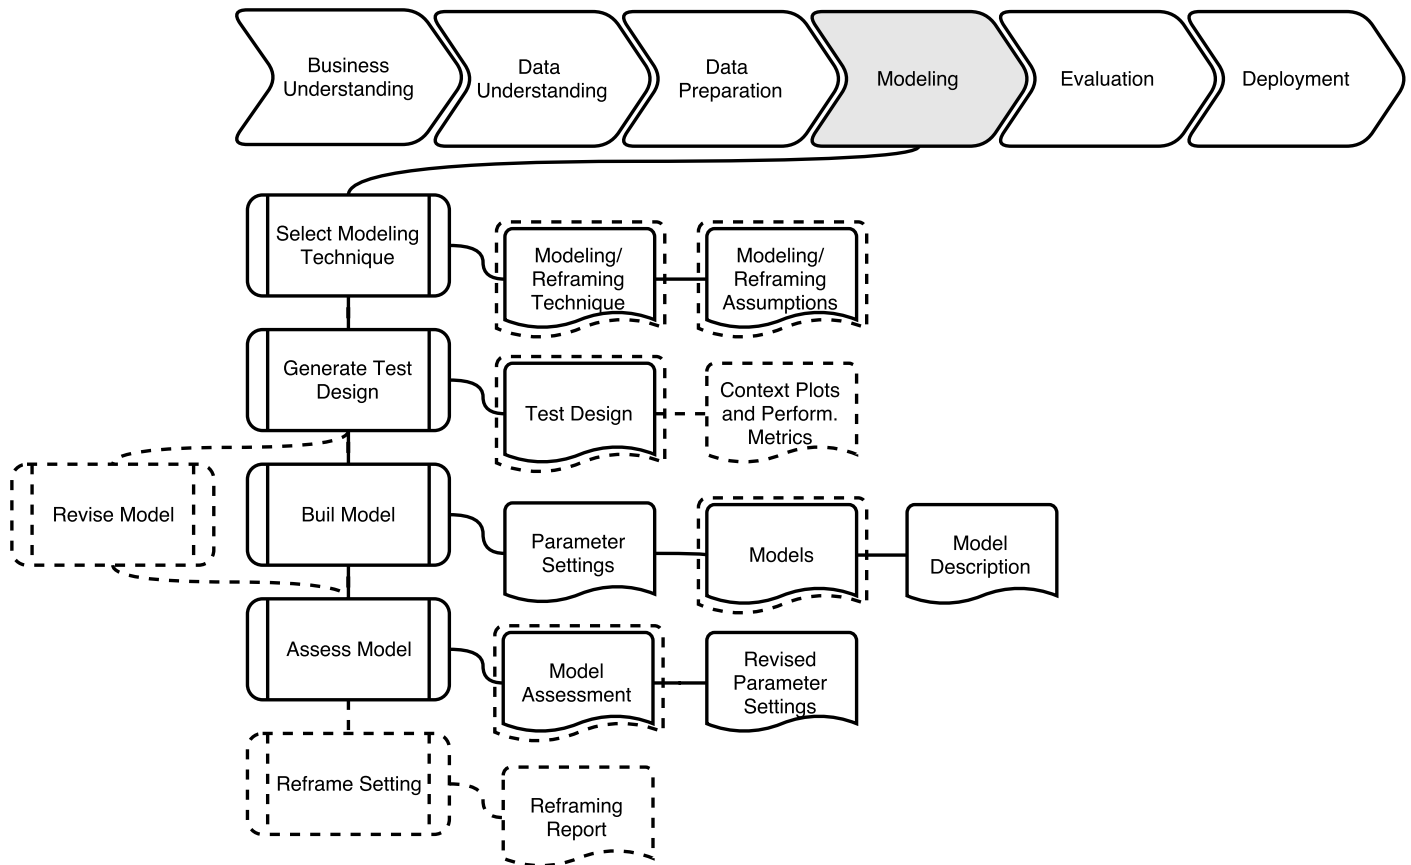 Business
Understanding
Data
Understanding
Data
Preparation
Modeling
Evaluation
Deployment
Select Modeling
Technique
Modeling/
Reframing
Technique
Modeling/
Reframing
Assumptions
Generate Test
Design
Test Design
Context Plots
and Perform.
Metrics
Revise Model
Buil Model
Parameter
Settings
Models
Model
Description
Assess Model
Model
Assessment
Revised
Parameter
Settings
Reframe Setting
Reframing
Report